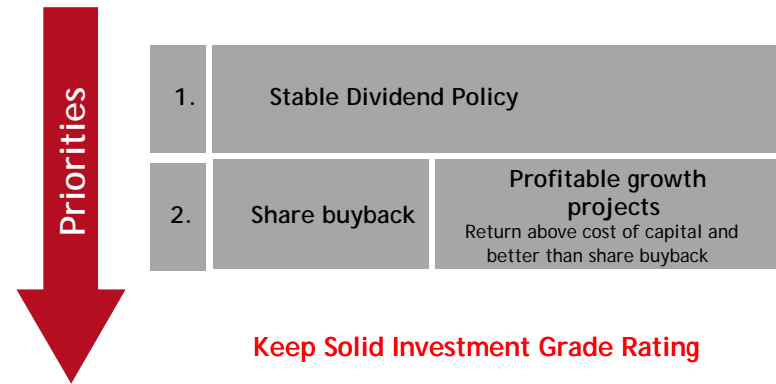 Priorities
1.
Stable Dividend Policy
2.
Share buyback
Profitable growth
projects
Return above cost of capital and
better than share buyback
Keep Solid Investment Grade Rating